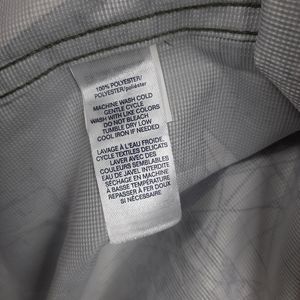 100% POLYESTER/
POLYESTER/poliéster
MACHINE WASH COLD
GENTLE CYCLE
WASH WITH LIKE COLORS
DO NOT BLEACH
TUMBLE DRY LOW
COOL IRON IF NEEDED
LAVAGE À L'EAU FROIDE.
CYCLE TEXTILES DELICATS
LAVER AVEC DES
COULEURS SEMBLABLES
EAU DE JAVEL INTERDITE
SÉCHAGE EN MACHINE
À BASSE TEMPÉRATURE
REPASSER À FER DOUX
SI NÉCESSAIRE